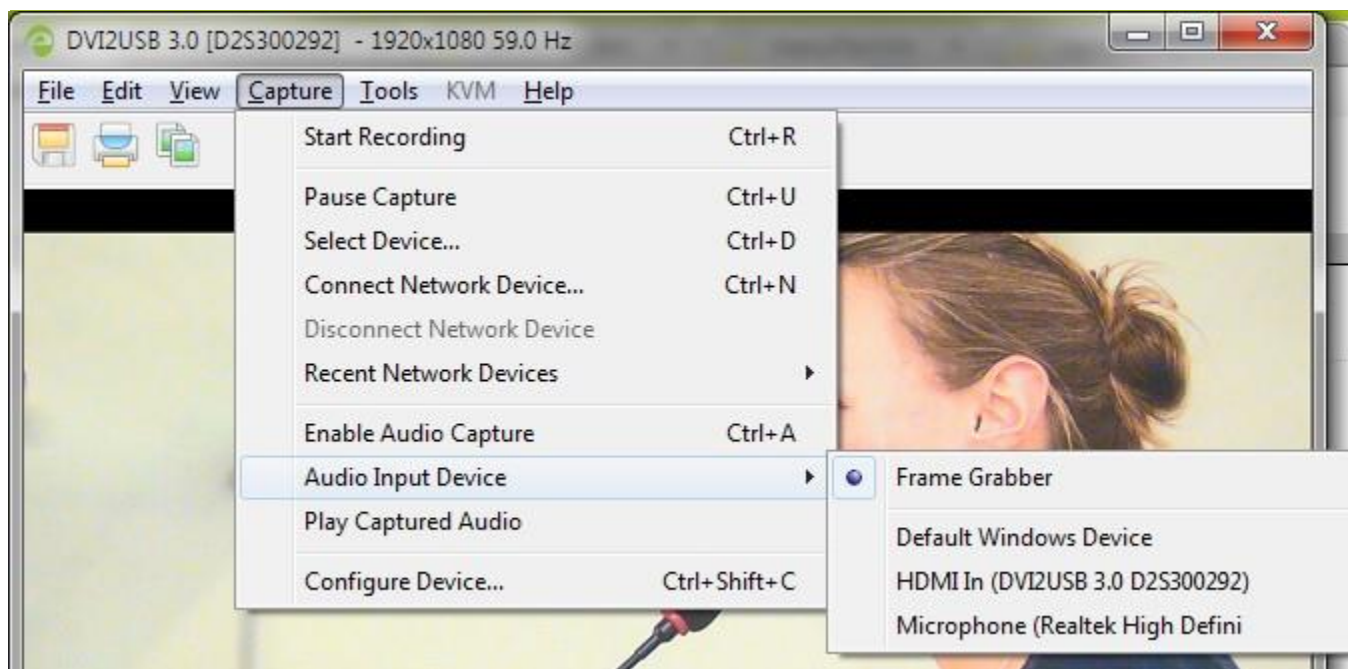 DVI2USB 3.0 [D2S300292] - 1920x1080 59.0 Hz
File Edit View Capture Tools KVM Help
Start Recording Ctrl+R
Pause Capture Ctrl+U
Select Device... Ctrl+D
Connect Network Device... Ctrl+N
Disconnect Network Device
Recent Network Devices
Enable Audio Capture Ctrl+A
Audio Input Device
Frame Grabber
Play Captured Audio
Default Windows Device
Configure Device... Ctrl+Shift+C
HDMI In (DVI2USB 3.0 D2S300292)
Microphone (Realtek High Defini